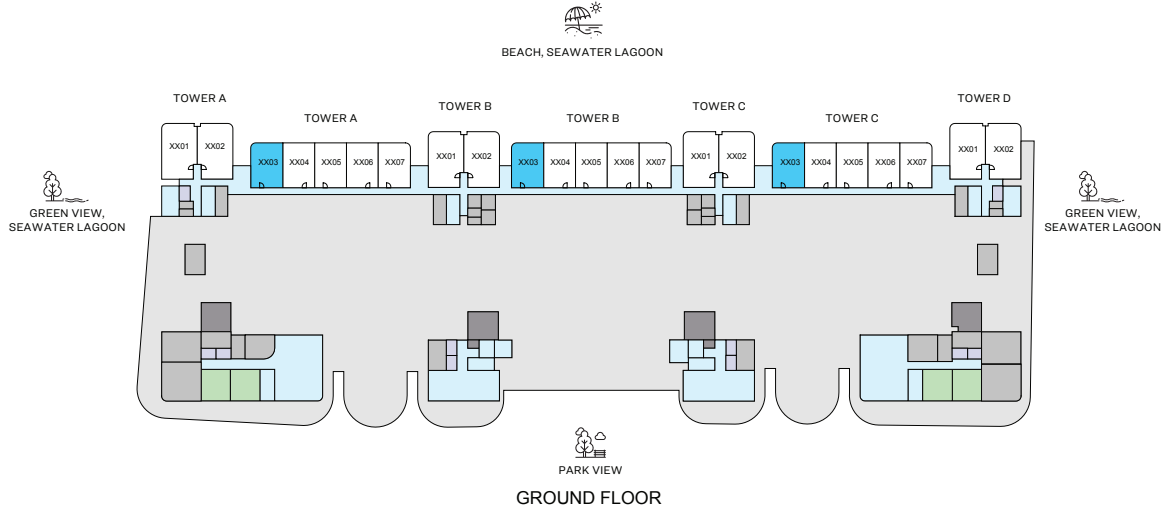 BEACH, SEAWATER LAGOON
TOWER A
TOWER A
TOWER B
TOWER B
TOWER C
TOWER C
TOWER D
XX01 XX02
XX03 XX04 XX05 XX06 XX07
XX01 XX02
XX03 XX04 XX05 XX06 XX07
XX01 XX02
XX03 XX04 XX05 XX06 XX07
XX01 XX02
GREEN VIEW,
SEAWATER LAGOON
GREEN VIEW,
SEAWATER LAGOON
PARK VIEW
GROUND FLOOR